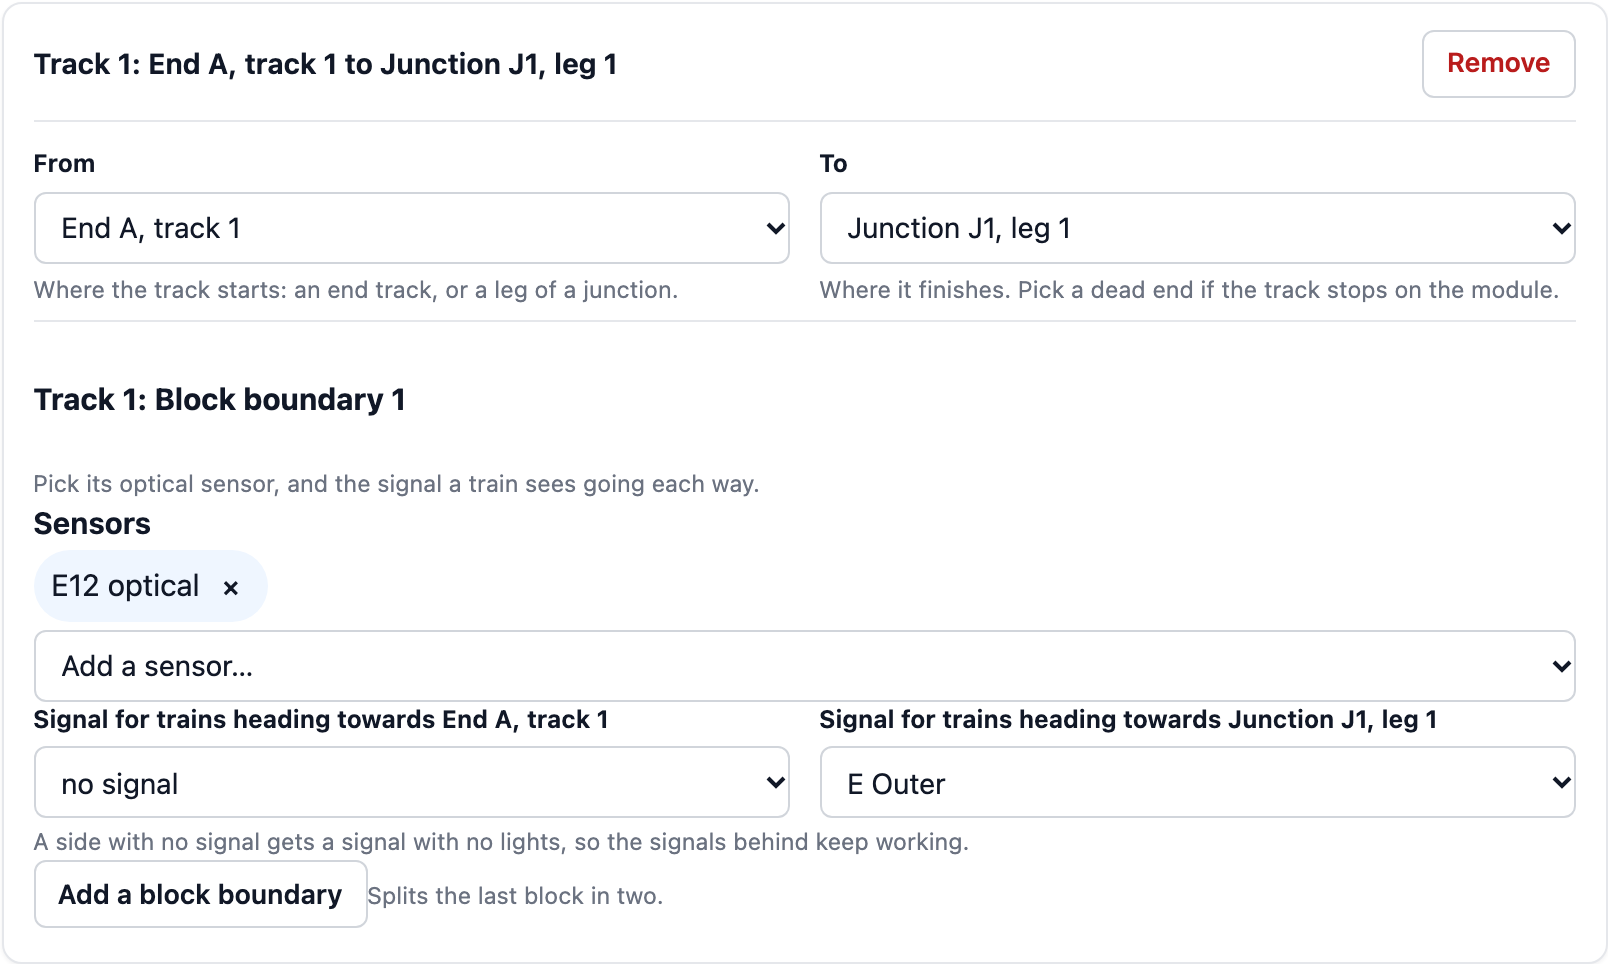 Track 1: End A, track 1 to Junction J1, leg 1
Remove
From
To
End A, track 1
Junction J1, leg 1
Where the track starts: an end track, or a leg of a junction.
Where it finishes. Pick a dead end if the track stops on the module.
Track 1: Block boundary 1
Pick its optical sensor, and the signal a train sees going each way.
Sensors
E12 optical ×
Add a sensor...
Signal for trains heading towards End A, track 1
Signal for trains heading towards Junction J1, leg 1
no signal
E Outer
A side with no signal gets a signal with no lights, so the signals behind keep working.
Add a block boundary
Splits the last block in two.